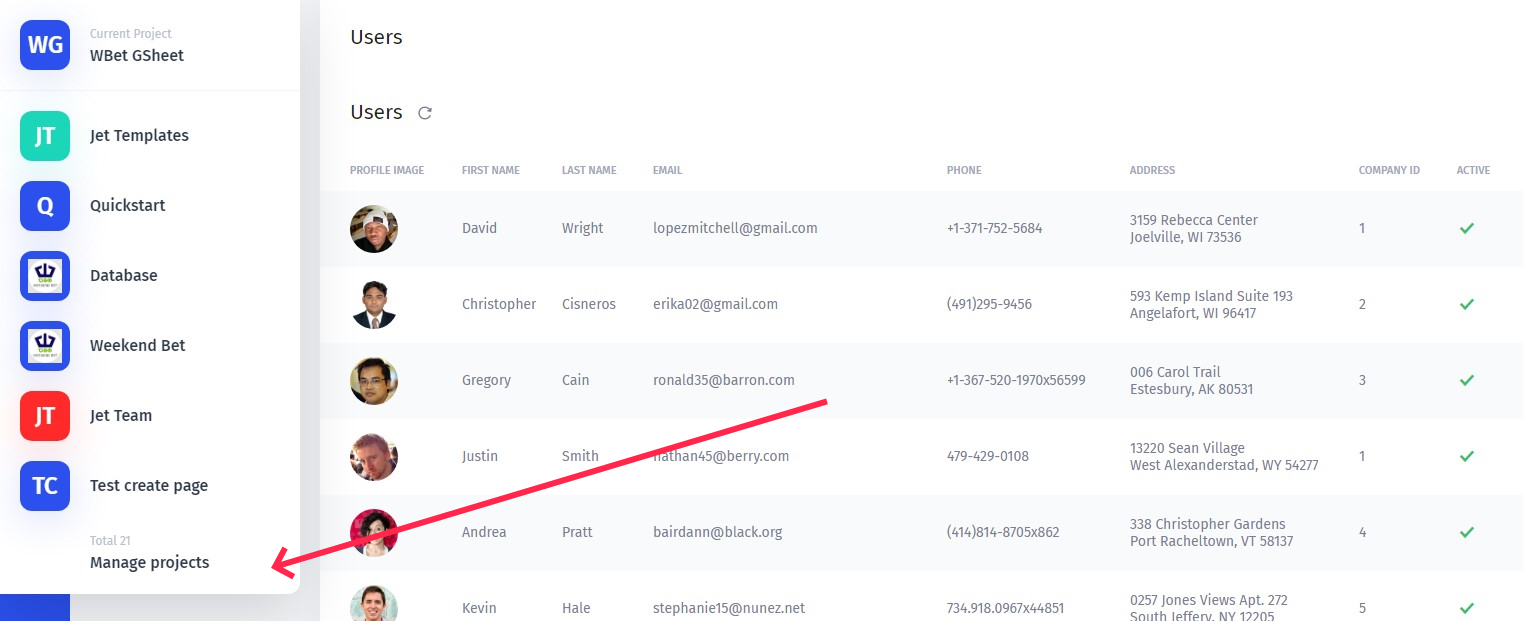 WG
Current Project
WBet GSheet
JT
Jet Templates
Q
Quickstart
Database
Weekend Bet
JT
Jet Team
TC
Test create page
Total 21
Manage projects
Users
Users
PROFILE IMAGE FIRST NAME LAST NAME EMAIL PHONE ADDRESS COMPANY ID ACTIVE
David Wright lopezmitchell@gmail.com +1-371-752-5684 3159 Rebecca Center 1
Joelville, WI 73536
Christopher Cisneros erika02@gmail.com (491)295-9456 593 Kemp Island Suite 193 2
Angelafort, WI 96417
Gregory Cain ronald35@barron.com +1-367-520-1970x56599 006 Carol Trail 3
Estesbury, AK 80531
Justin Smith nathan45@berry.com 479-429-0108 13220 Sean Village 1
West Alexanderstad, WY 54277
Andrea Pratt bairdann@black.org (414)814-8705x862 338 Christopher Gardens 4
Port Racheltown, VT 58137
Kevin Hale stephanie15@nunez.net 734.918.0967x44851 0257 Jones Views Apt. 272 5
South Jeffery, NY 12205